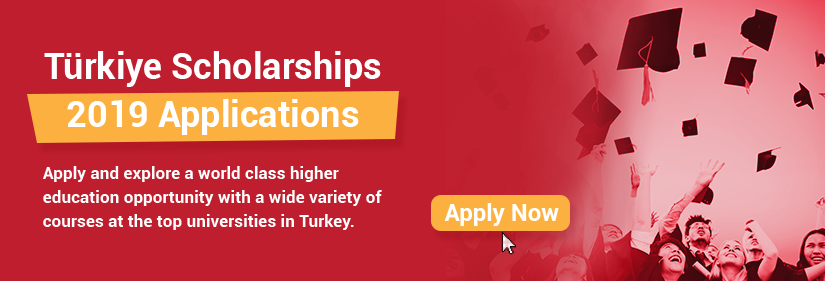 Türkiye Scholarships
2019 Applications
Apply and explore a world class higher
education opportunity with a wide variety of
courses at the top universities in Turkey.
Apply Now